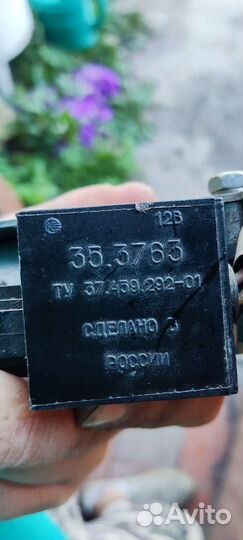 12В
35.3763
ТУ 37.459.292-01
СДЕЛАНО В
РОССИИ
Avito